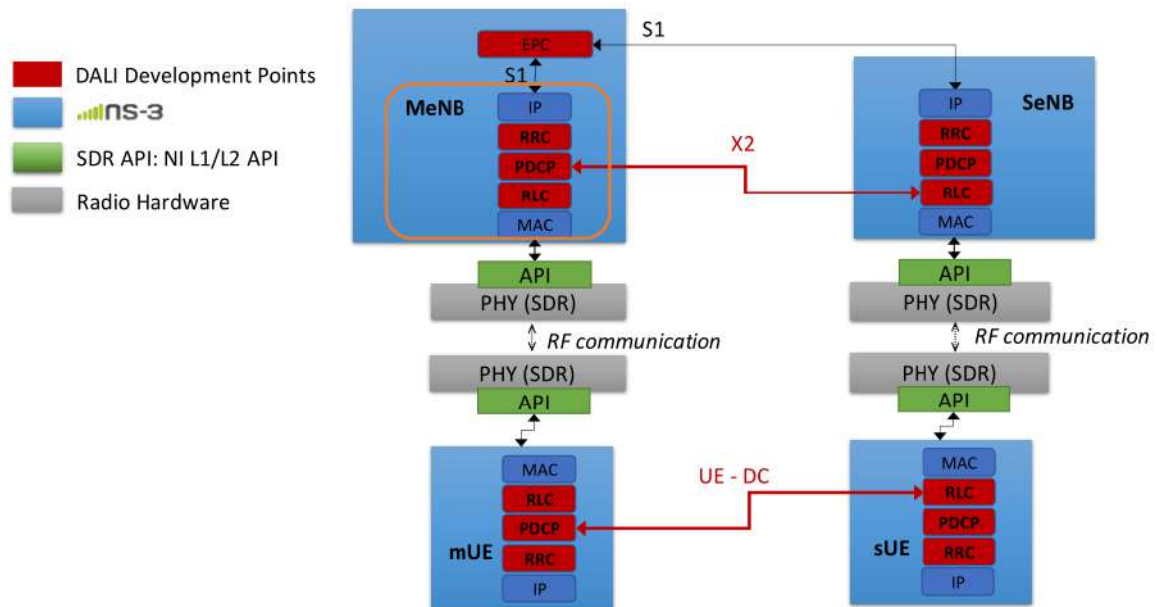 DALI Development Points
ns-3
SDR API: NI L1/L2 API
Radio Hardware
EPC
S1
S1
MeNB
IP
RRC
PDCP
RLC
MAC
X2
SeNB
IP
RRC
PDCP
RLC
MAC
API
PHY (SDR)
RF communication
PHY (SDR)
API
API
PHY (SDR)
RF communication
PHY (SDR)
API
mUE
MAC
RLC
PDCP
RRC
IP
UE - DC
sUE
MAC
RLC
PDCP
RRC
IP